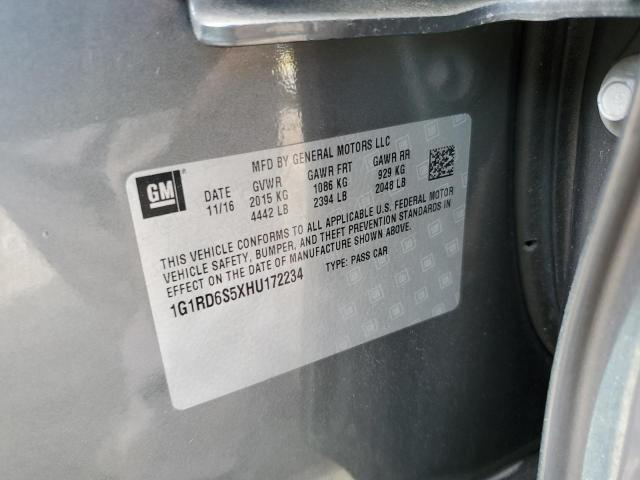 MFD BY GENERAL MOTORS LLC
GM
DATE GVWR GAWR FRT GAWR RR
11/16 2015 KG 1086 KG 929 KG
4442 LB 2394 LB 2048 LB
THIS VEHICLE CONFORMS TO ALL APPLICABLE U.S. FEDERAL MOTOR
VEHICLE SAFETY, BUMPER, AND THEFT PREVENTION STANDARDS IN
EFFECT ON THE DATE OF MANUFACTURE SHOWN ABOVE.
1G1RD6S5XHU172234 TYPE: PASS CAR